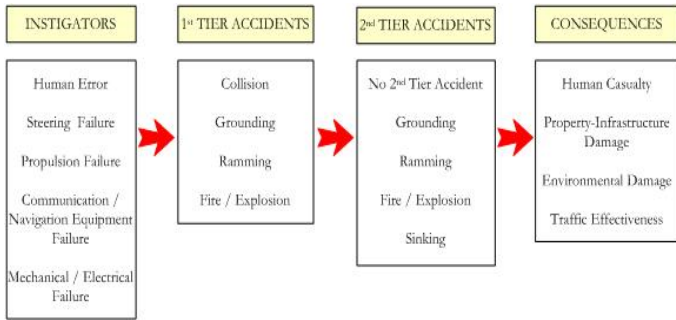 INSTIGATORS
1st TIER ACCIDENTS
2nd TIER ACCIDENTS
CONSEQUENCES
Human Error
Steering Failure
Propulsion Failure
Communication /
Navigation Equipment
Failure
Mechanical / Electrical
Failure
Collision
Grounding
Ramming
Fire / Explosion
No 2nd Tier Accident
Grounding
Ramming
Fire / Explosion
Sinking
Human Casualty
Property-Infrastructure
Damage
Environmental Damage
Traffic Effectiveness